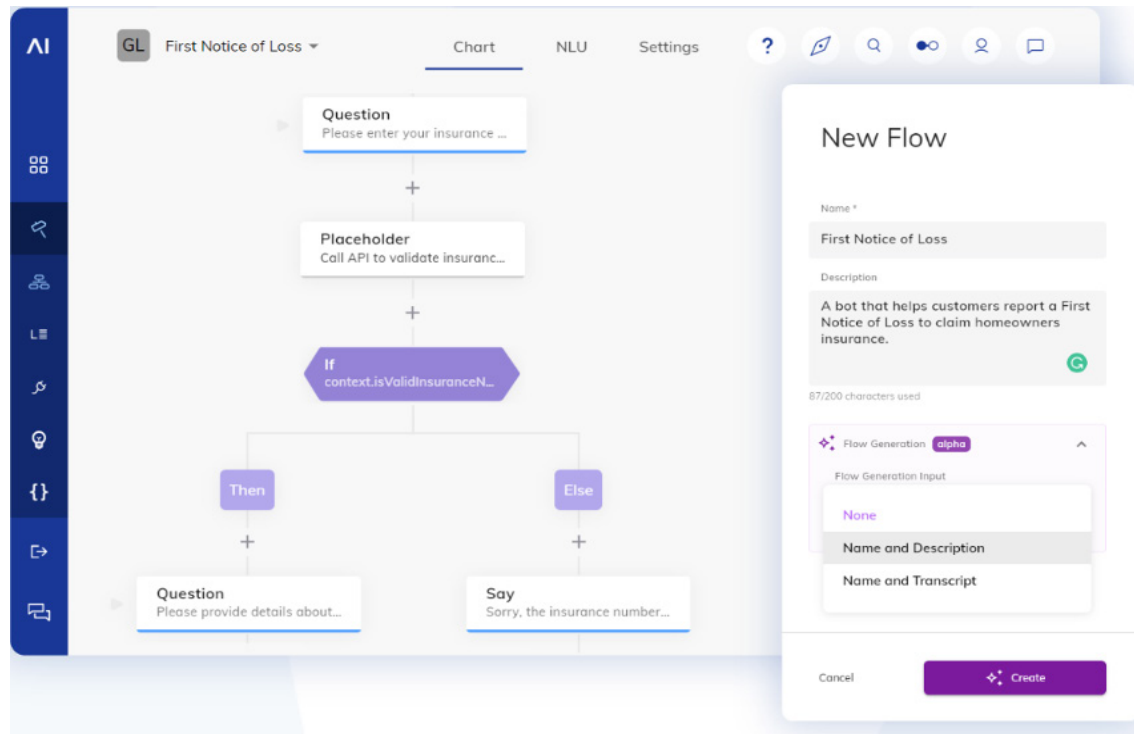 ΛI
GL
First Notice of Loss
Chart
NLU
Settings
?
Question
Please enter your insurance ...
Placeholder
Call API to validate insuranc...
If
context.isValidInsuranceN...
Then
Else
Question
Please provide details about...
Say
Sorry, the insurance number...
L
{}
New Flow
Name *
First Notice of Loss
Description
A bot that helps customers report a First
Notice of Loss to claim homeowners
insurance.
G
87/200 characters used
Flow Generation alpha
Flow Generation Input
None
Name and Description
Name and Transcript
Cancel
Create